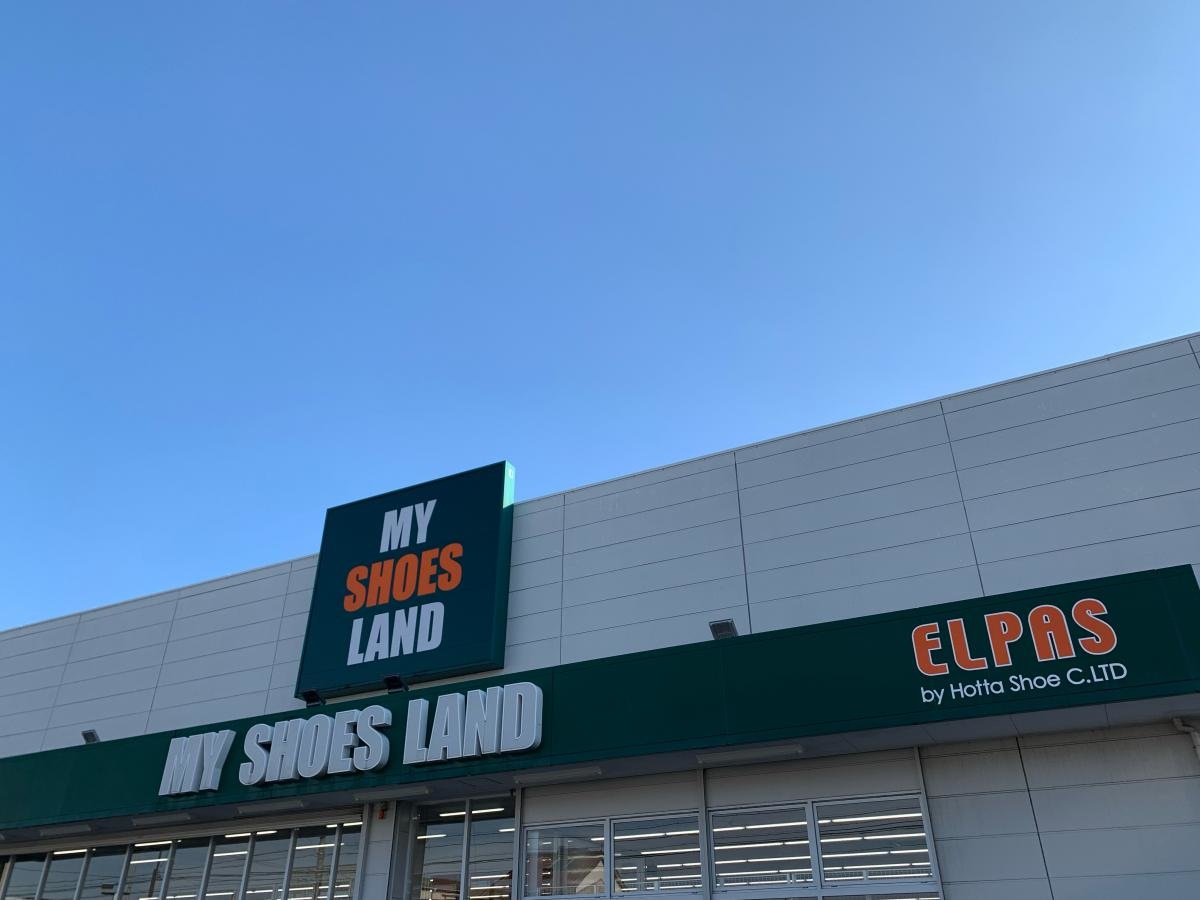 MY
SHOES
LAND
MY SHOES LAND
ELPAS
by Hotta Shoe C.LTD